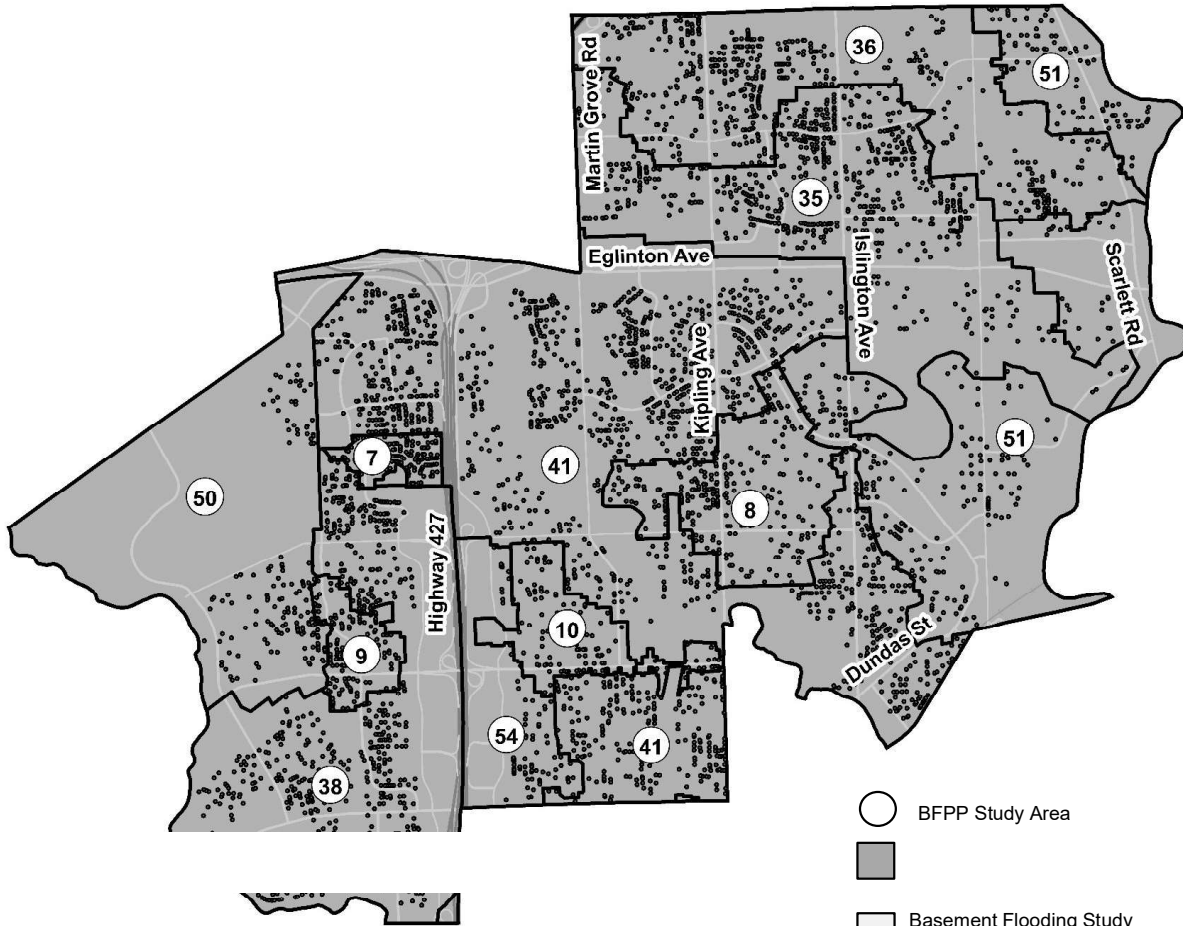 36
51
Martin Grove Rd
35
Eglinton Ave
Islington Ave
Scarlett Rd
Kipling Ave
7
41
51
50
8
Highway 427
10
9
Dundas St
54
41
38
BFPP Study Area
Basement Flooding Study